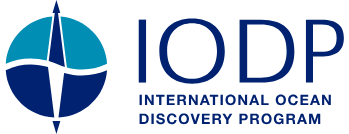 IODP
INTERNATIONAL OCEAN
DISCOVERY PROGRAM